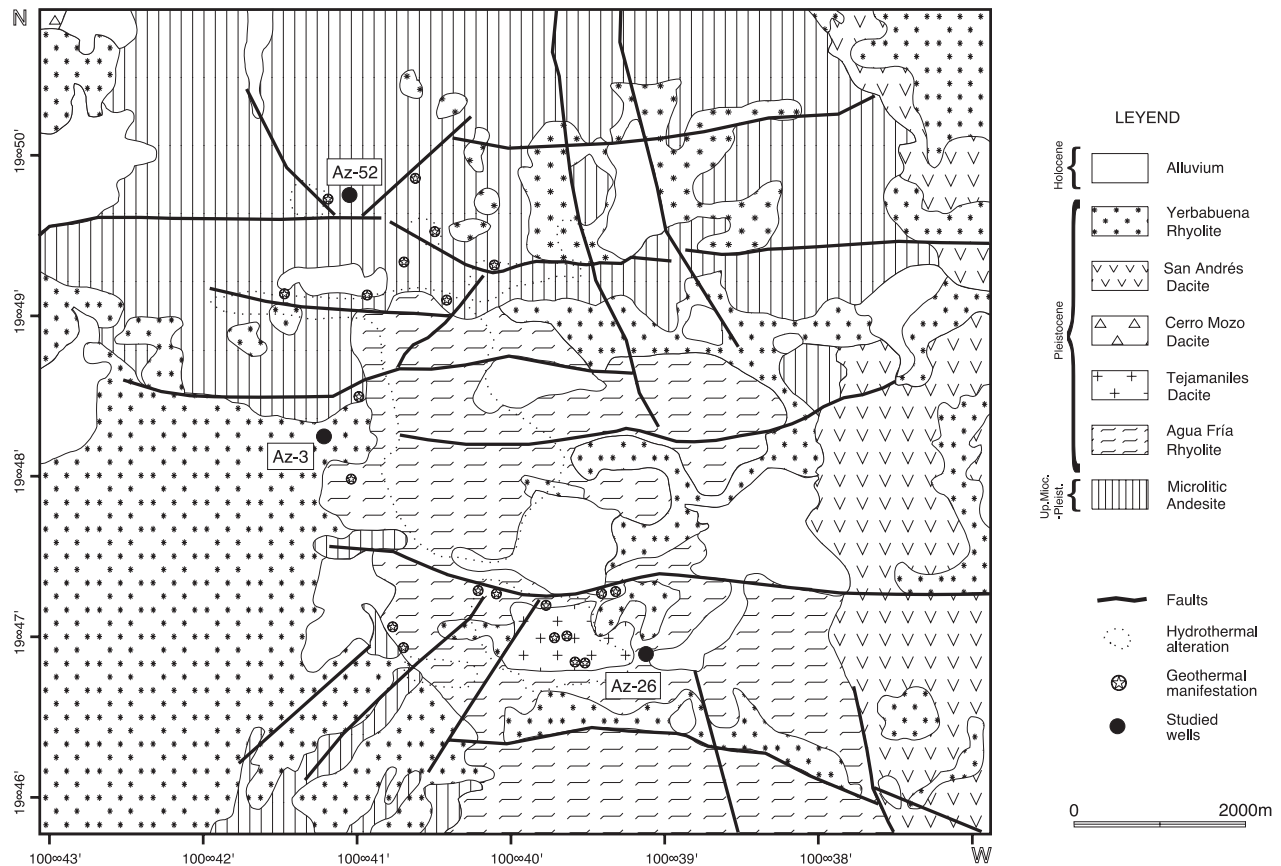 N
19∞50'
19∞49'
19∞48'
19∞47'
19∞46'
Az-52
Az-3
Az-26
100∞43'
100∞42'
100∞41'
100∞40'
100∞39'
100∞38'
W
LEYEND
Holocene
Alluvium
Pleistocene
Yerbabuena
Rhyolite
San Andrés
Dacite
Cerro Mozo
Dacite
Tejamaniles
Dacite
Agua Fría
Rhyolite
Up.Mioc.
-Pleist.
Microlitic
Andesite
Faults
Hydrothermal
alteration
Geothermal
manifestation
Studied
wells
0 2000m